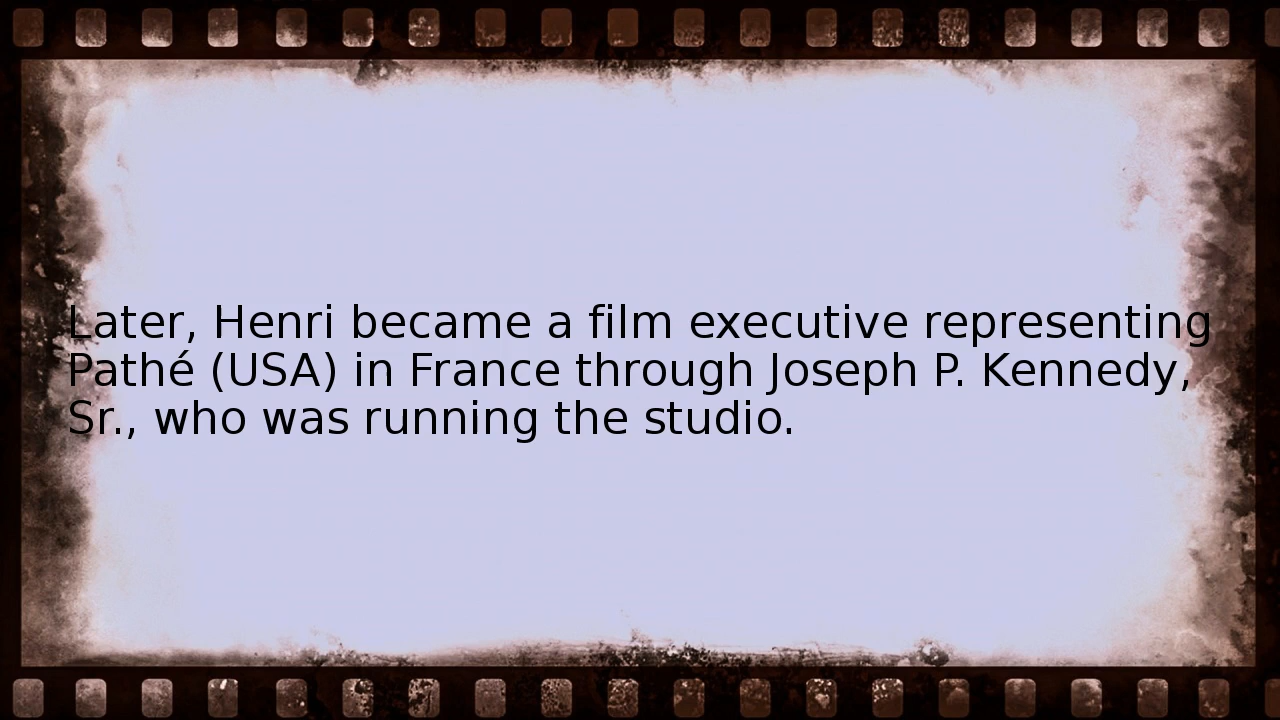 Later, Henri became a film executive representing
Pathé (USA) in France through Joseph P. Kennedy,
Sr., who was running the studio.